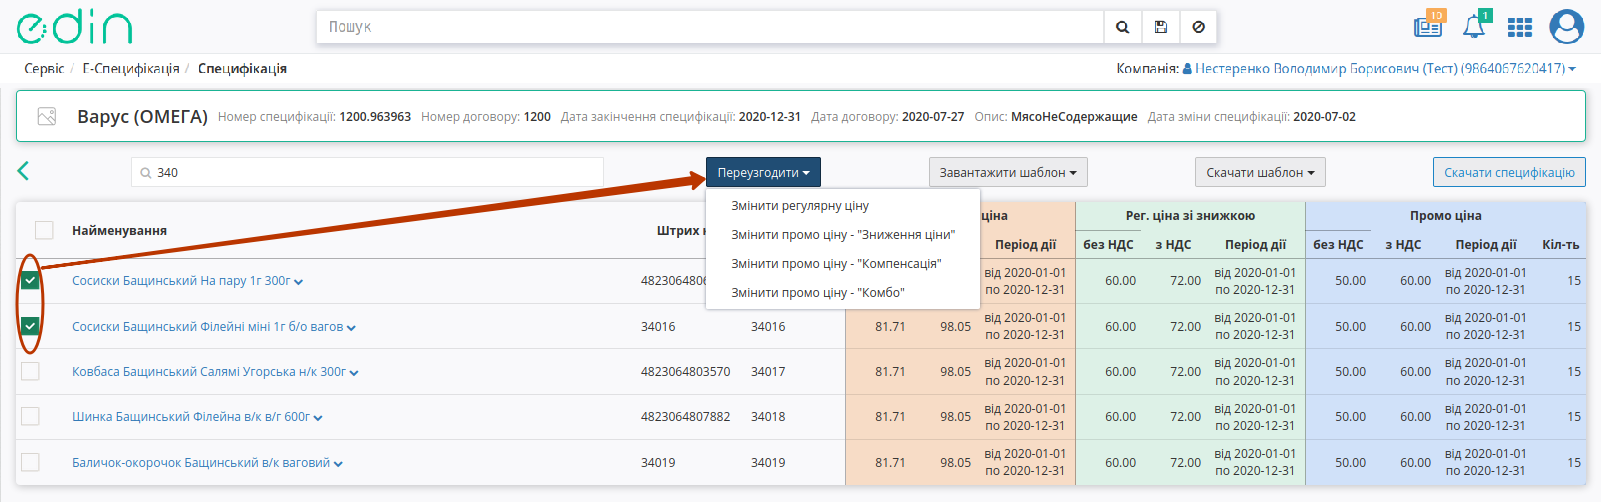 edin
Пошук
10
1
Сервіс / Е-Специфікація / Специфікація
Компанія: Нестеренко Володимир Борисович (Тест) (9864067620417)
Варус (ОМЕГА) Номер специфікації: 1200.963963 Номер договору: 1200 Дата закінчення специфікації: 2020-12-31 Дата договору: 2020-07-27 Опис: МясоНеСодержащие Дата зміни специфікації: 2020-07-02
340
Переузгодити
Завантажити шаблон
Скачати шаблон
Скачати специфікацію
Змінити регулярну ціну
Змінити промо ціну - "Зниження ціни"
Змінити промо ціну - "Компенсація"
Змінити промо ціну - "Комбо"
Найменування Штрих ціна Рег. ціна зі знижкою Промо ціна
Період дії без НДС з НДС Період дії без НДС з НДС Період дії Кіл-ть
Сосиски Бащинський На пару 1г 300г від 2020-01-01 по 2020-12-31 60.00 72.00 від 2020-01-01 по 2020-12-31 50.00 60.00 від 2020-01-01 по 2020-12-31 15
Сосиски Бащинський Філейні міні 1г б/о вагов 34016 34016 81.71 98.05 від 2020-01-01 по 2020-12-31 60.00 72.00 від 2020-01-01 по 2020-12-31 50.00 60.00 від 2020-01-01 по 2020-12-31 15
Ковбаса Бащинський Салямі Угорська н/к 300г 4823064803570 34017 81.71 98.05 від 2020-01-01 по 2020-12-31 60.00 72.00 від 2020-01-01 по 2020-12-31 50.00 60.00 від 2020-01-01 по 2020-12-31 15
Шинка Бащинський Філейна в/к в/г 600г 4823064807882 34018 81.71 98.05 від 2020-01-01 по 2020-12-31 60.00 72.00 від 2020-01-01 по 2020-12-31 50.00 60.00 від 2020-01-01 по 2020-12-31 15
Баличок-окорочок Бащинський в/к ваговий 34019 34019 81.71 98.05 від 2020-01-01 по 2020-12-31 60.00 72.00 від 2020-01-01 по 2020-12-31 50.00 60.00 від 2020-01-01 по 2020-12-31 15